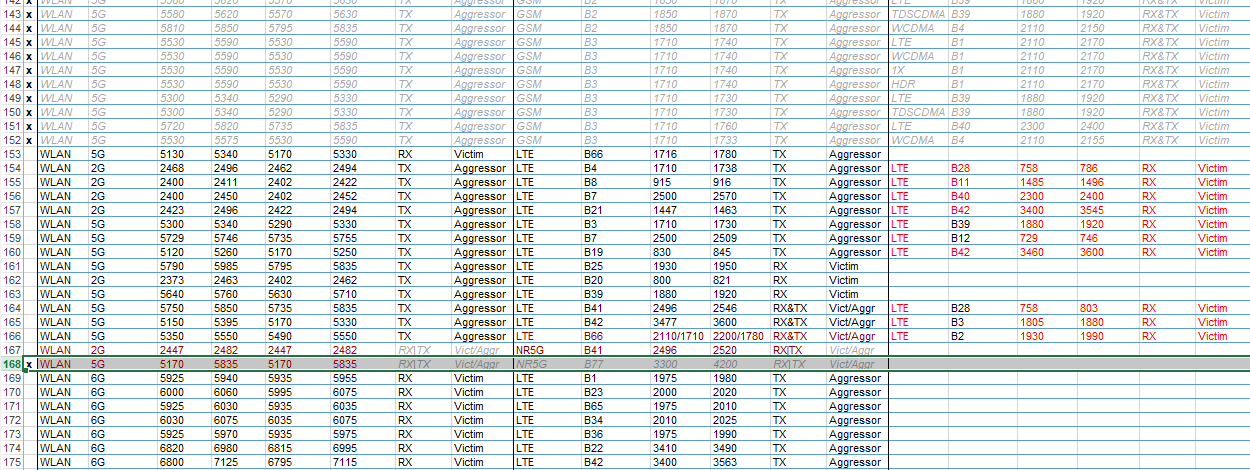 143 x WLAN 5G 5580 5620 5570 5630 TX Aggressor GSM B2 1850 1870 TX Aggressor TDSCDMA B39 1880 1920 RX&TX Victim
144 x WLAN 5G 5810 5850 5795 5835 TX Aggressor GSM B2 1850 1870 TX Aggressor WCDMA B4 2110 2150 RX&TX Victim
145 x WLAN 5G 5530 5590 5530 5590 TX Aggressor GSM B3 1710 1740 TX Aggressor LTE B1 2110 2170 RX&TX Victim
146 x WLAN 5G 5530 5590 5530 5590 TX Aggressor GSM B3 1710 1740 TX Aggressor WCDMA B1 2110 2170 RX&TX Victim
147 x WLAN 5G 5530 5590 5530 5590 TX Aggressor GSM B3 1710 1740 TX Aggressor 1X B1 2110 2170 RX&TX Victim
148 x WLAN 5G 5530 5590 5530 5590 TX Aggressor GSM B3 1710 1740 TX Aggressor HDR B1 2110 2170 RX&TX Victim
149 x WLAN 5G 5300 5340 5290 5330 TX Aggressor GSM B3 1710 1730 TX Aggressor LTE B39 1880 1920 RX&TX Victim
150 x WLAN 5G 5300 5340 5290 5330 TX Aggressor GSM B3 1710 1730 TX Aggressor TDSCDMA B39 1880 1920 RX&TX Victim
151 x WLAN 5G 5720 5820 5735 5835 TX Aggressor GSM B3 1710 1760 TX Aggressor LTE B40 2300 2400 RX&TX Victim
152 x WLAN 5G 5530 5575 5530 5590 TX Aggressor GSM B3 1710 1733 TX Aggressor WCDMA B4 2110 2155 RX&TX Victim
153 WLAN 5G 5130 5340 5170 5330 RX Victim LTE B66 1716 1780 TX Aggressor
154 WLAN 2G 2468 2496 2462 2494 TX Aggressor LTE B4 1710 1738 TX Aggressor LTE B28 758 786 RX Victim
155 WLAN 2G 2400 2411 2402 2422 TX Aggressor LTE B8 915 916 TX Aggressor LTE B11 1485 1496 RX Victim
156 WLAN 2G 2400 2450 2402 2452 TX Aggressor LTE B7 2500 2570 TX Aggressor LTE B40 2300 2400 RX Victim
157 WLAN 2G 2423 2496 2422 2494 TX Aggressor LTE B21 1447 1463 TX Aggressor LTE B42 3400 3545 RX Victim
158 WLAN 5G 5300 5340 5290 5330 TX Aggressor LTE B3 1710 1730 TX Aggressor LTE B39 1880 1920 RX Victim
159 WLAN 5G 5729 5746 5735 5755 TX Aggressor LTE B7 2500 2509 TX Aggressor LTE B12 729 746 RX Victim
160 WLAN 5G 5120 5260 5170 5250 TX Aggressor LTE B19 830 845 TX Aggressor LTE B42 3460 3600 RX Victim
161 WLAN 5G 5790 5985 5795 5835 TX Aggressor LTE B25 1930 1950 RX Victim
162 WLAN 2G 2373 2463 2402 2462 TX Aggressor LTE B20 800 821 RX Victim
163 WLAN 5G 5640 5760 5630 5710 TX Aggressor LTE B39 1880 1920 RX Victim
164 WLAN 5G 5750 5850 5735 5835 TX Aggressor LTE B41 2496 2546 RX&TX Vict/Aggr LTE B28 758 803 RX Victim
165 WLAN 5G 5150 5395 5170 5330 TX Aggressor LTE B42 3477 3600 RX&TX Vict/Aggr LTE B3 1805 1880 RX Victim
166 WLAN 5G 5350 5550 5490 5550 TX Aggressor LTE B66 2110/1710 2200/1780 RX&TX Vict/Aggr LTE B2 1930 1990 RX Victim
167 WLAN 2G 2447 2482 2447 2482 RX|TX Vict/Aggr NR5G B41 2496 2520 RX|TX Vict/Aggr
168 x WLAN 5G 5170 5835 5170 5835 RX|TX Vict/Aggr NR5G B77 3300 4200 RX|TX Vict/Aggr
169 WLAN 6G 5925 5940 5935 5955 RX Victim LTE B1 1975 1980 TX Aggressor
170 WLAN 6G 6000 6060 5995 6075 RX Victim LTE B23 2000 2020 TX Aggressor
171 WLAN 6G 5925 6030 5935 6035 RX Victim LTE B65 1975 2010 TX Aggressor
172 WLAN 6G 6030 6075 6035 6075 RX Victim LTE B34 2010 2025 TX Aggressor
173 WLAN 6G 5925 5970 5935 5975 RX Victim LTE B36 1975 1990 TX Aggressor
174 WLAN 6G 6820 6980 6815 6995 RX Victim LTE B22 3410 3490 TX Aggressor
175 WLAN 6G 6800 7125 6795 7115 RX Victim LTE B42 3400 3563 TX Aggressor